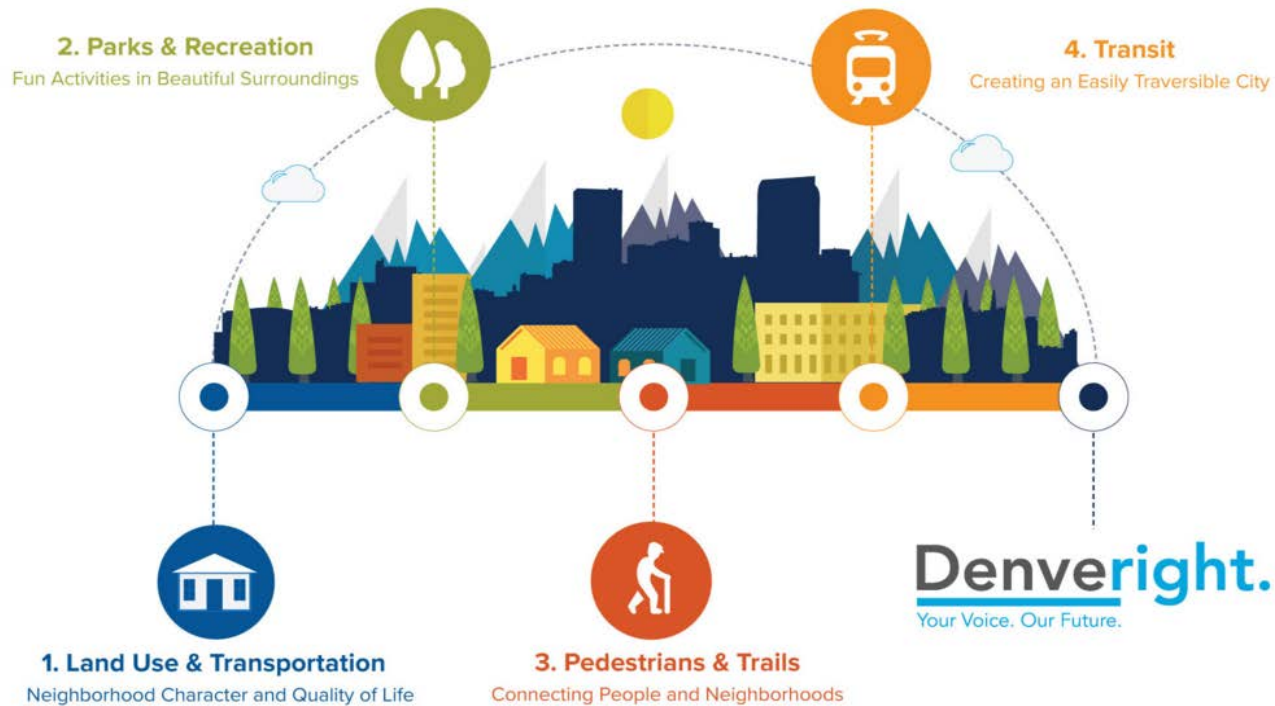 2. Parks & Recreation
Fun Activities in Beautiful Surroundings
4. Transit
Creating an Easily Traversible City
Denveright.
Your Voice. Our Future.
1. Land Use & Transportation
Neighborhood Character and Quality of Life
3. Pedestrians & Trails
Connecting People and Neighborhoods